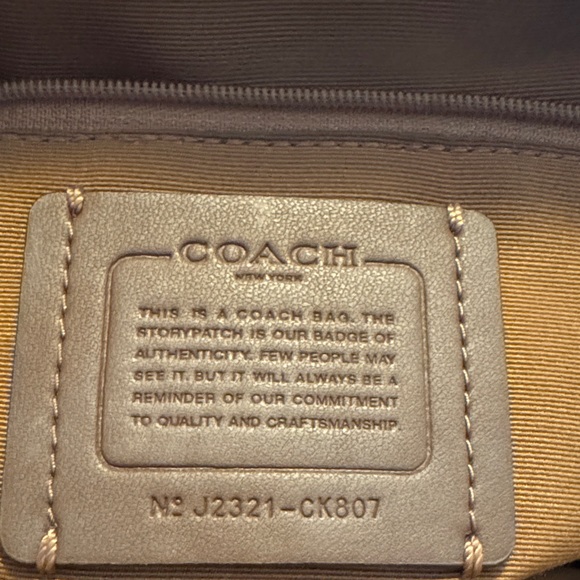 COACH
NEW YORK
THIS IS A COACH BAG. THE
STORYPATCH IS OUR BADGE OF
AUTHENTICITY. FEW PEOPLE MAY
SEE IT. BUT IT WILL ALWAYS BE A
REMINDER OF OUR COMMITMENT
TO QUALITY AND CRAFTSMANSHIP.
Nº J2321-CK807